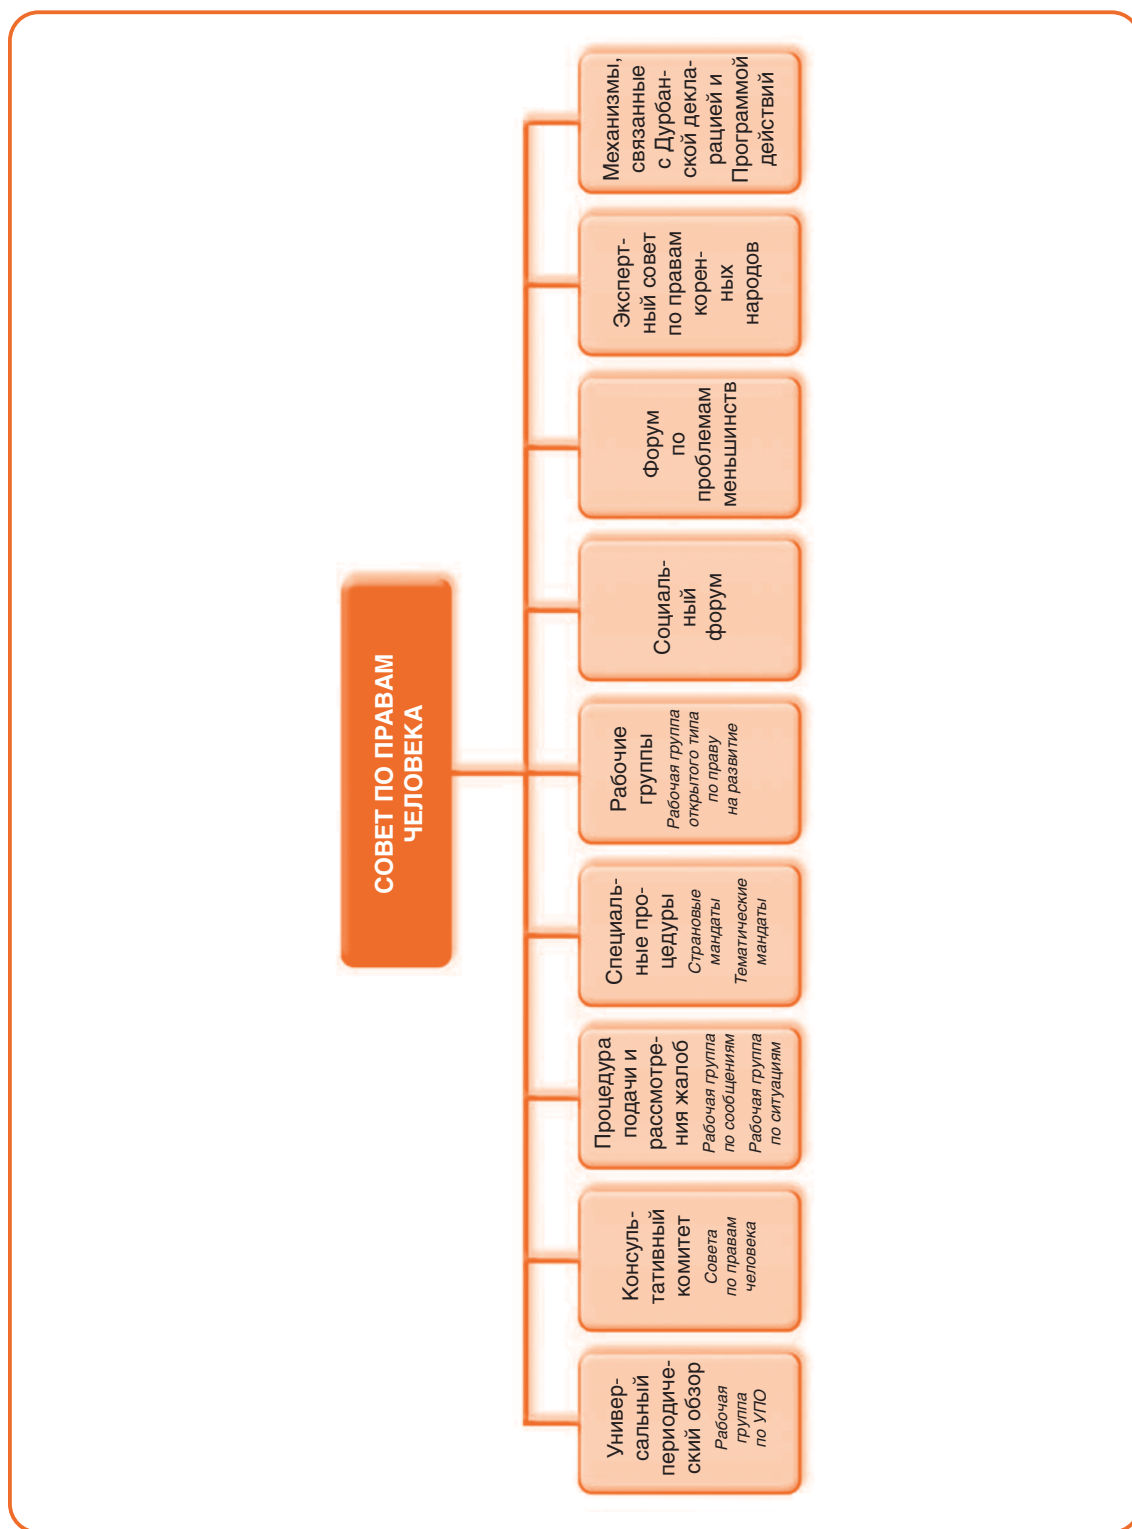 СОВЕТ ПО ПРАВАМ
ЧЕЛОВЕКА
Универ-
сальный
периодиче-
ский обзор
Рабочая
группа
по УПО
Консуль-
тативный
комитет
Совета
по правам
человека
Процедура
подачи и
рассмотре-
ния жалоб
Рабочая группа
по сообщениям
Рабочая группа
по ситуациям
Специаль-
ные про-
цедуры
Страновые
мандаты
Тематические
мандаты
Рабочие
группы
Рабочая группа
открытого типа
по праву
на развитие
Социаль-
ный
форум
Форум
по
проблемам
меньшинств
Эксперт-
ный совет
по правам
корен-
ных
народов
Механизмы,
связанные
с Дурбан-
ской декла-
рацией и
Программой
действий